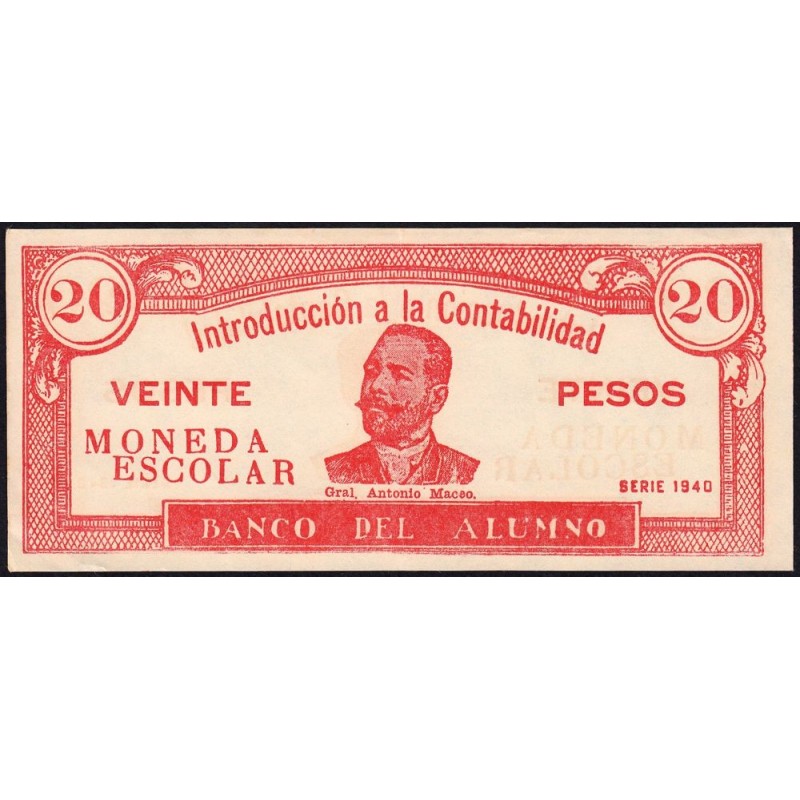 20
20
Introducción a la Contabilidad
VEINTE PESOS
MONEDA
ESCOLAR
Gral. Antonio Maceo.
SERIE 1940
BANCO DEL ALUMNO